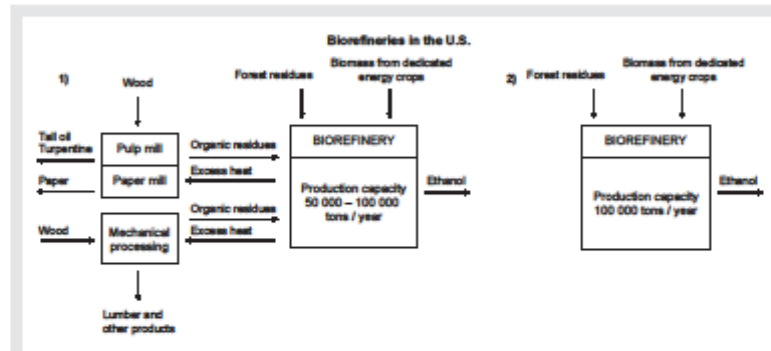 Biorefineries in the U.S.
1)
Wood
Forest residues
Biomass from dedicated
energy crops
Tall oil
Turpentine
Pulp mill
Organic residues
BIOREFINERY
Paper
Paper mill
Excess heat
Production capacity
50 000 – 100 000
tons / year
Ethanol
Organic residues
Wood
Mechanical
processing
Excess heat
Lumber and
other products
2)
Forest residues
Biomass from dedicated
energy crops
BIOREFINERY
Production capacity
100 000 tons / year
Ethanol